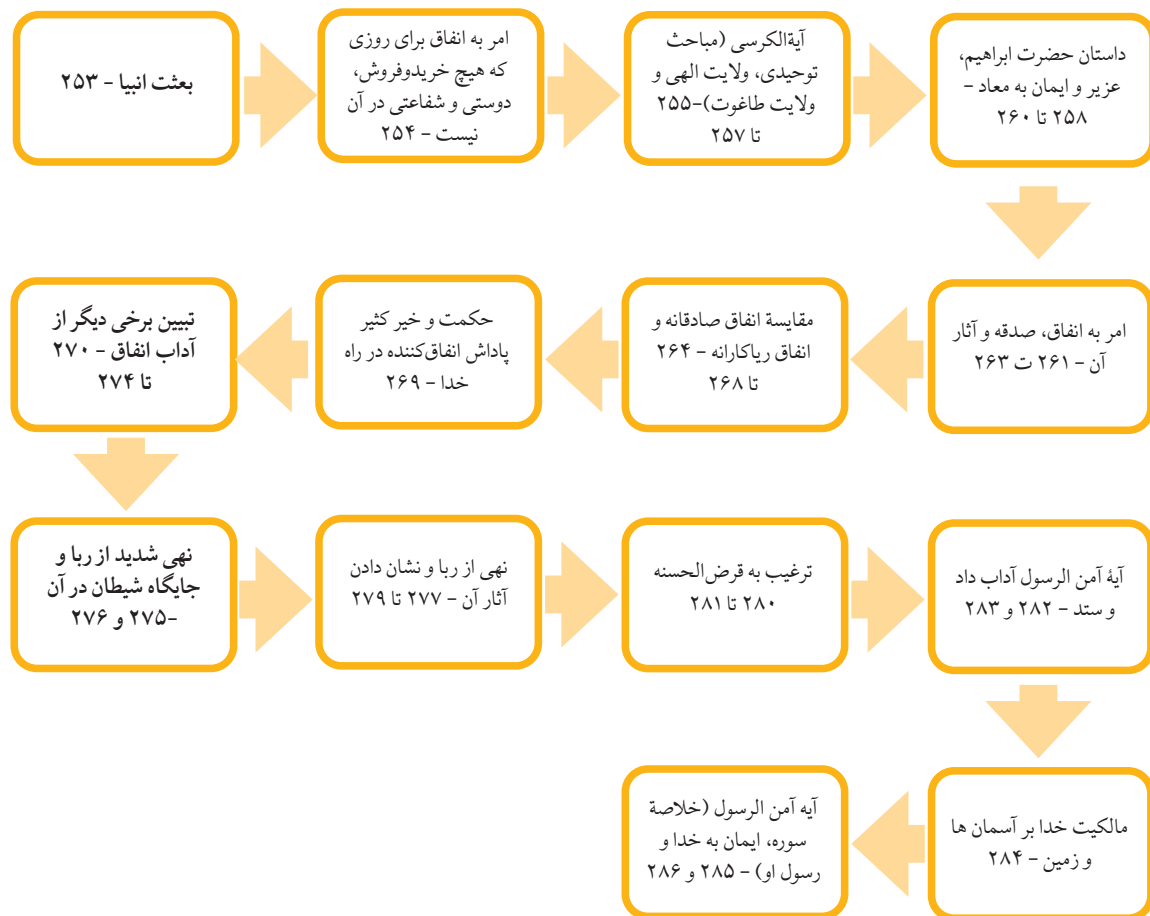 بعثت انبیا - ۲۵۳
امر به انفاق برای روزی
که هیچ خریدوفروش،
دوستی و شفاعتی در آن
نیست - ۲۵۴
آیةالکرسی (مباحث
توحیدی، ولایت الهی و
ولایت طاغوت)-۲۵۵
تا ۲۵۷
داستان حضرت ابراهیم،
عزیر و ایمان به معاد -
۲۵۸ تا ۲۶۰
امر به انفاق، صدقه و آثار
آن - ۲۶۱ ت ۲۶۳
مقایسة انفاق صادقانه و
انفاق ریاکارانه - ۲۶۴
تا ۲۶۸
حکمت و خیر کثیر
پاداش انفاق‌کننده در راه
خدا - ۲۶۹
تبیین برخی دیگر از
آداب انفاق - ۲۷۰
تا ۲۷۴
نهی شدید از ربا و
جایگاه شیطان در آن
-۲۷۵ و ۲۷۶
نهی از ربا و نشان دادن
آثار آن - ۲۷۷ تا ۲۷۹
ترغیب به قرض‌الحسنه
۲۸۰ تا ۲۸۱
آیۀ آمن الرسول آداب داد
و ستد - ۲۸۲ و ۲۸۳
مالکیت خدا بر آسمان ها
و زمین - ۲۸۴
آیه آمن الرسول (خلاصة
سوره، ایمان به خدا و
رسول او) - ۲۸۵ و ۲۸۶